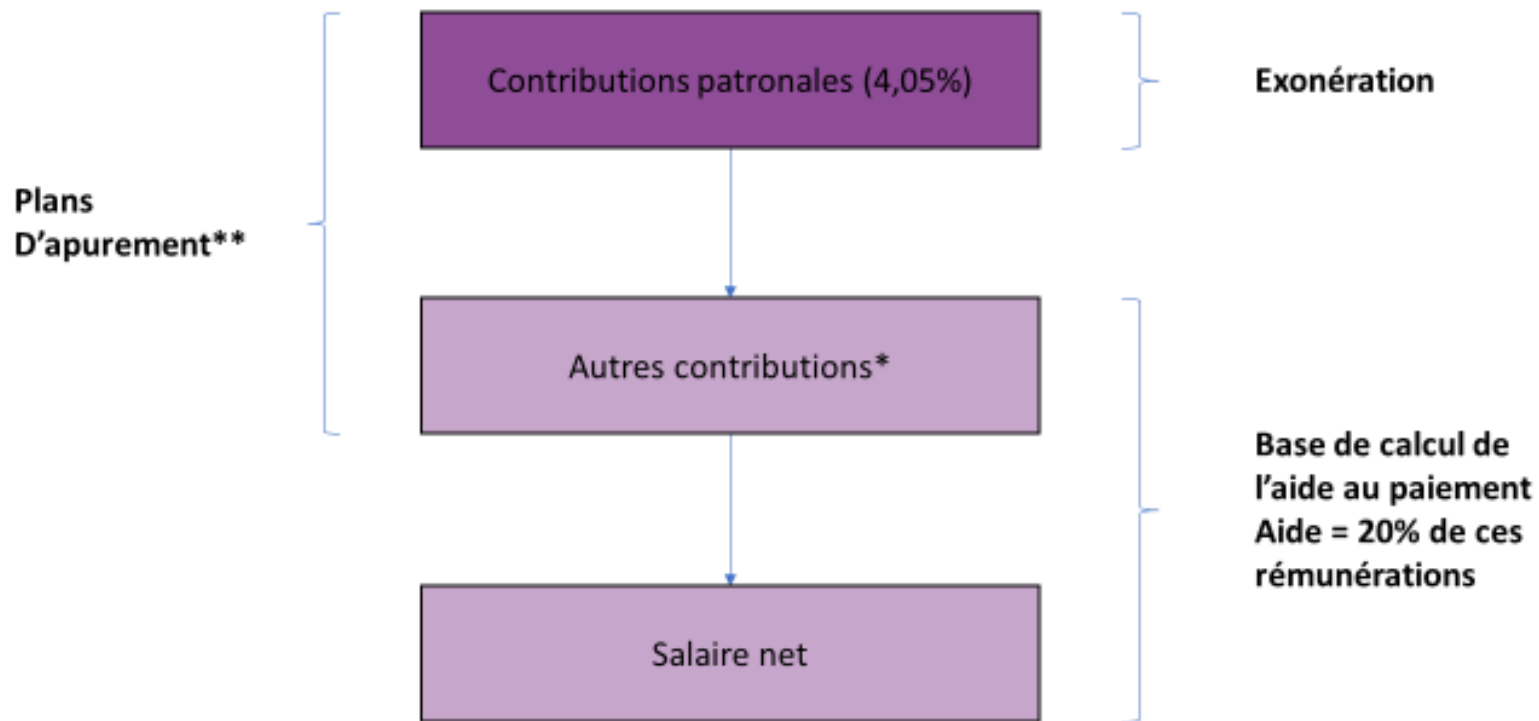 Contributions patronales (4,05%)
Exonération
Plans
D’apurement**
Autres contributions*
Base de calcul de
l’aide au paiement
Aide = 20% de ces
rémunérations
Salaire net